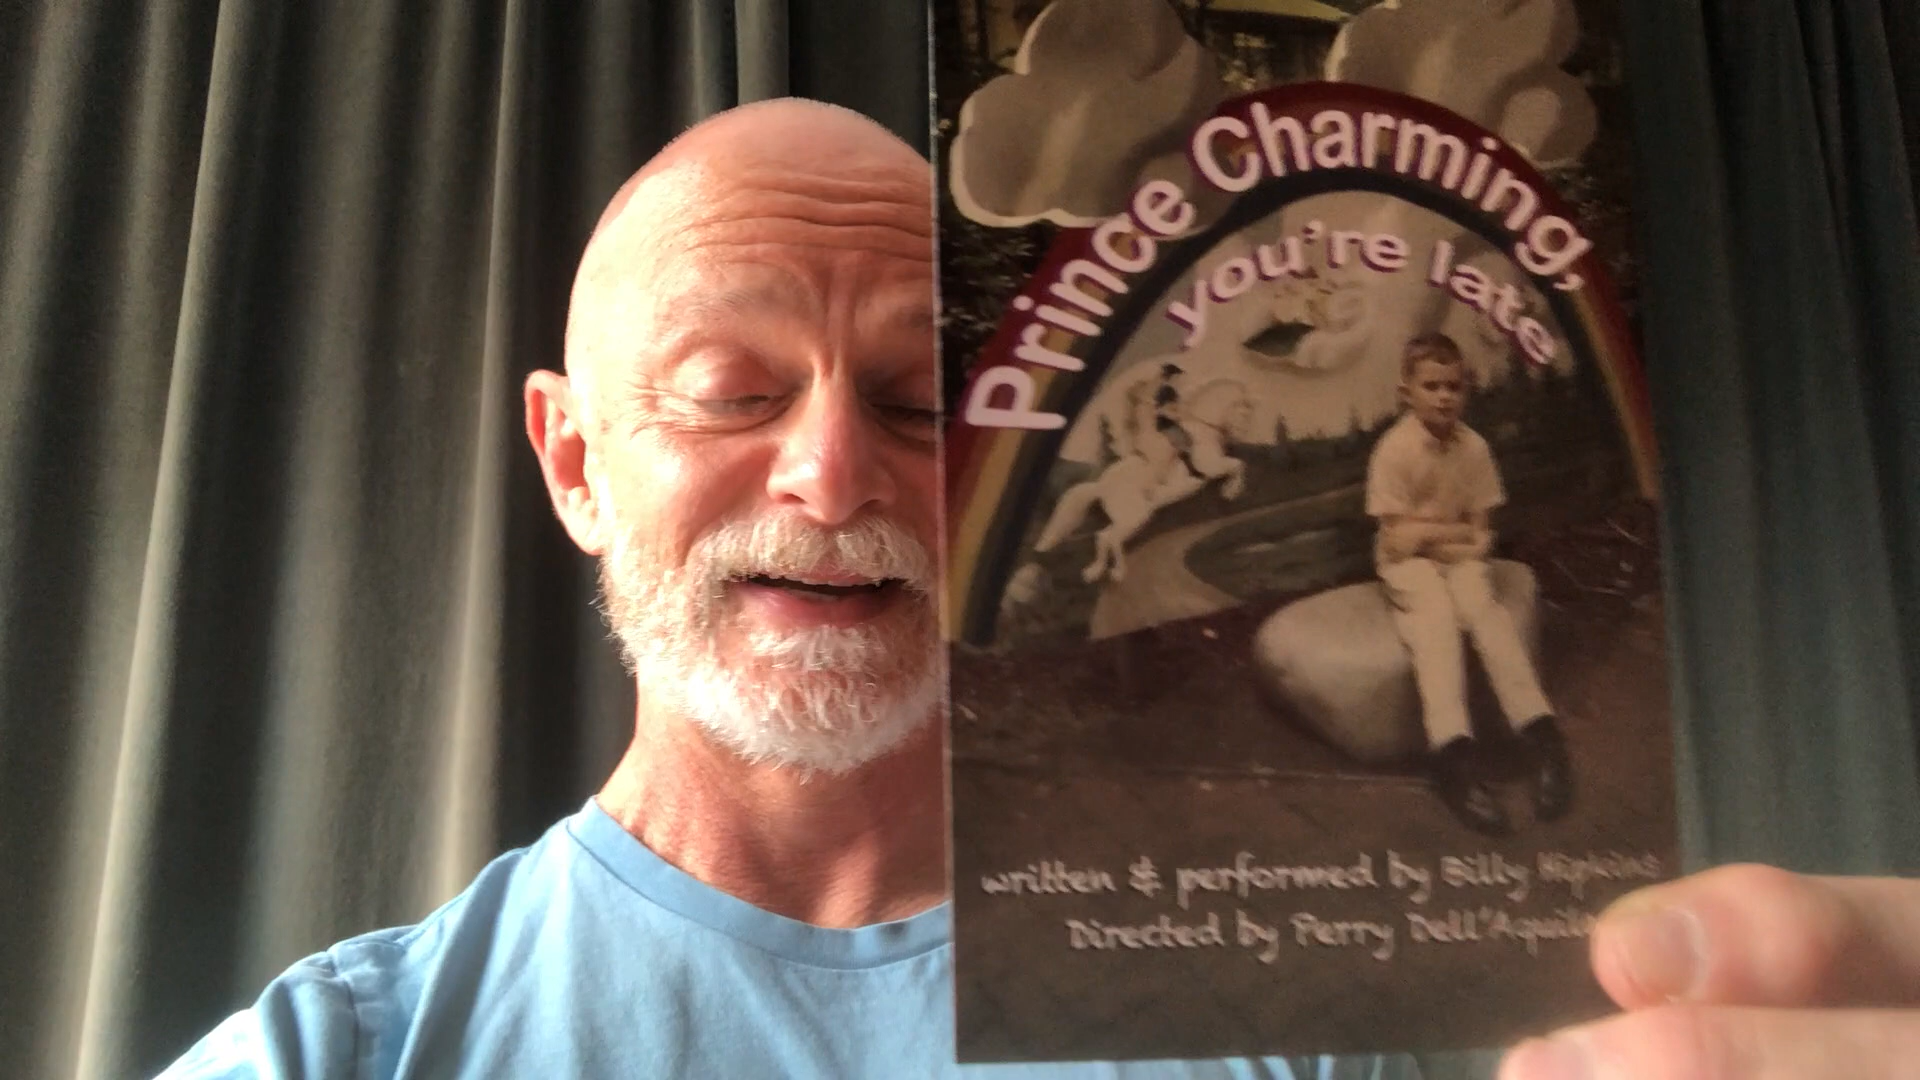 Prince Charming,
you're late
written & performed by Billy Hipkins
Directed by Perry Dell'Aquila